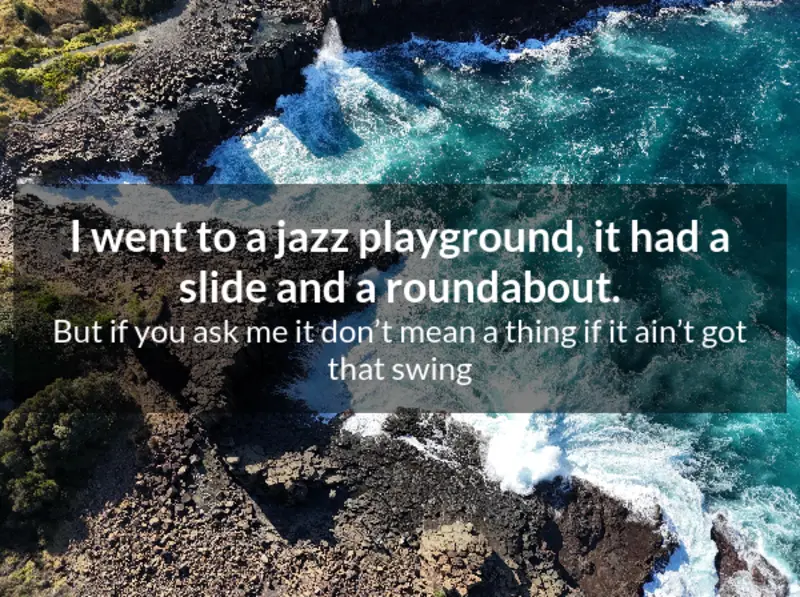 I went to a jazz playground, it had a
slide and a roundabout.
But if you ask me it don’t mean a thing if it ain’t got
that swing